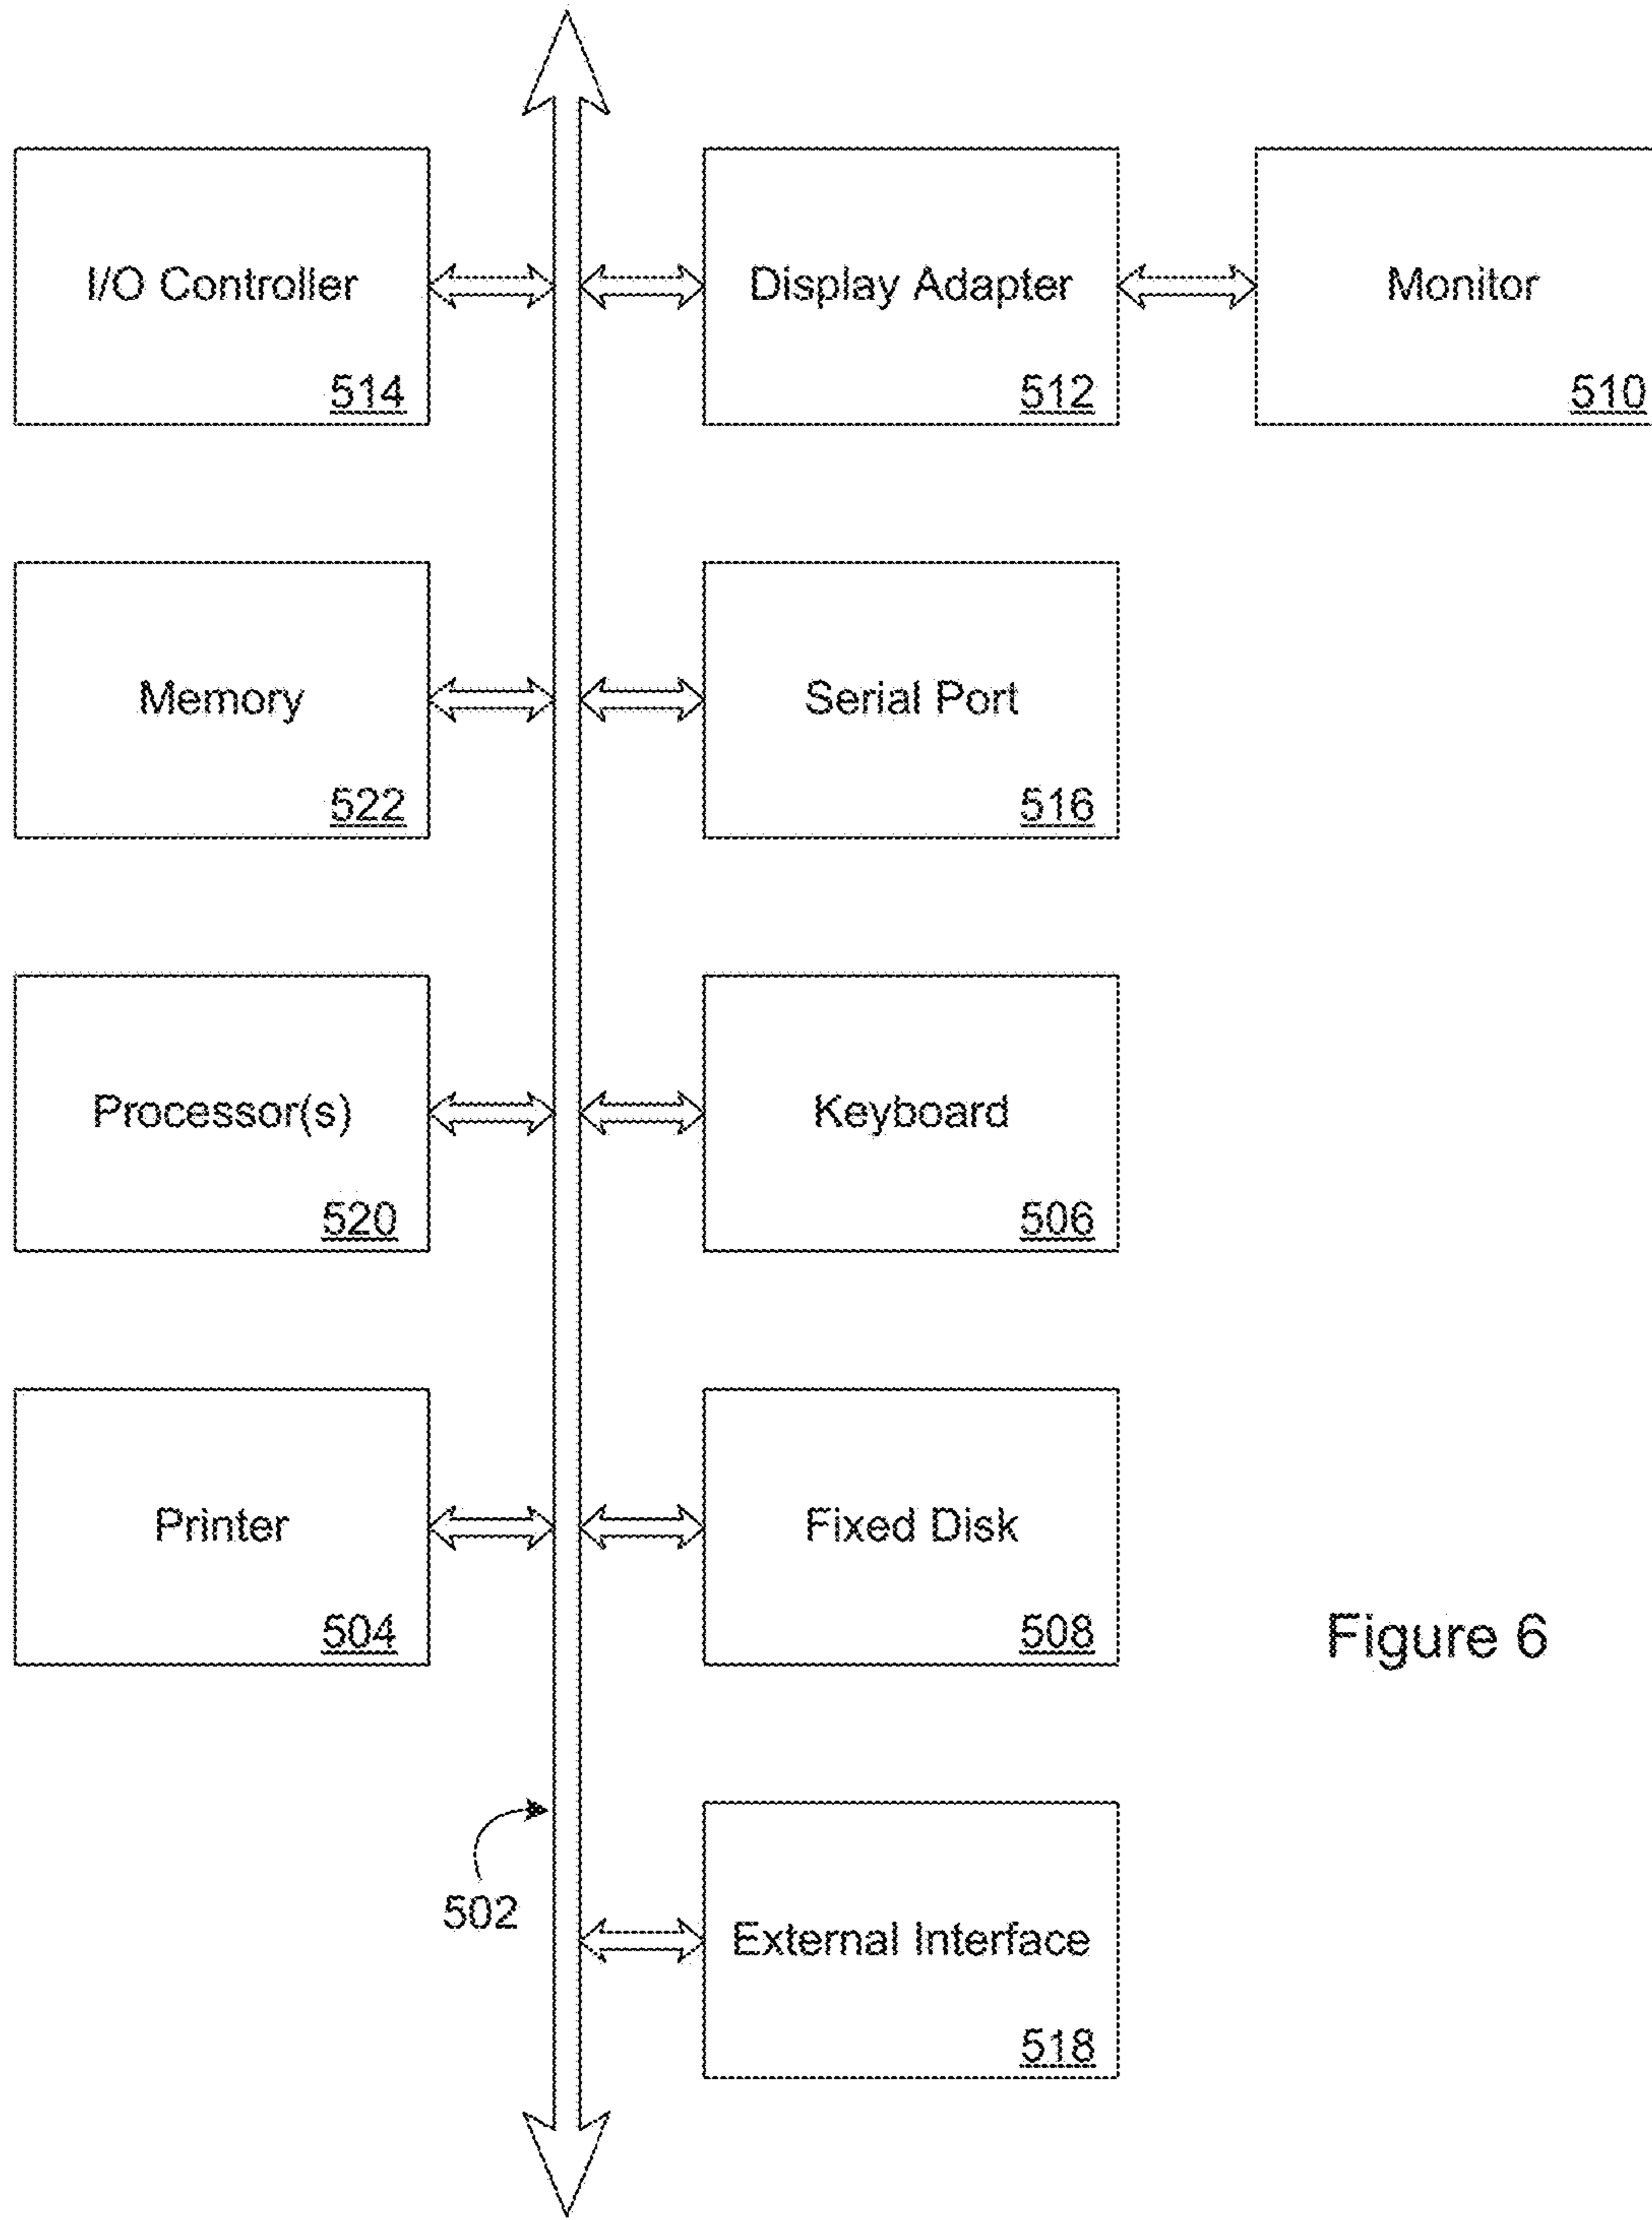 I/O Controller
514
Display Adapter
512
Monitor
510
Memory
522
Serial Port
516
Processor(s)
520
Keyboard
506
Printer
504
Fixed Disk
508
Figure 6
502
External Interface
518